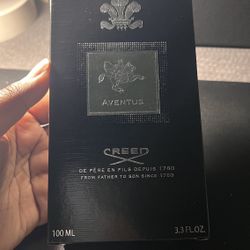 AVENTUS
CREED
DE PÈRE EN FILS DEPUIS 1760
FROM FATHER TO SON SINCE 1760
100 ML 3.3 FL.OZ.